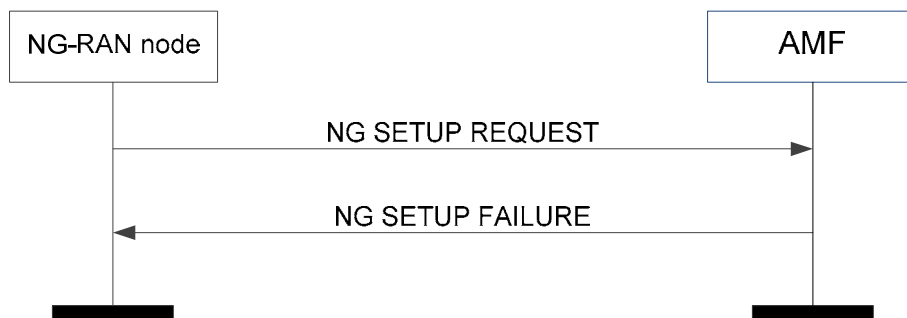 NG-RAN node
AMF
NG SETUP REQUEST
NG SETUP FAILURE